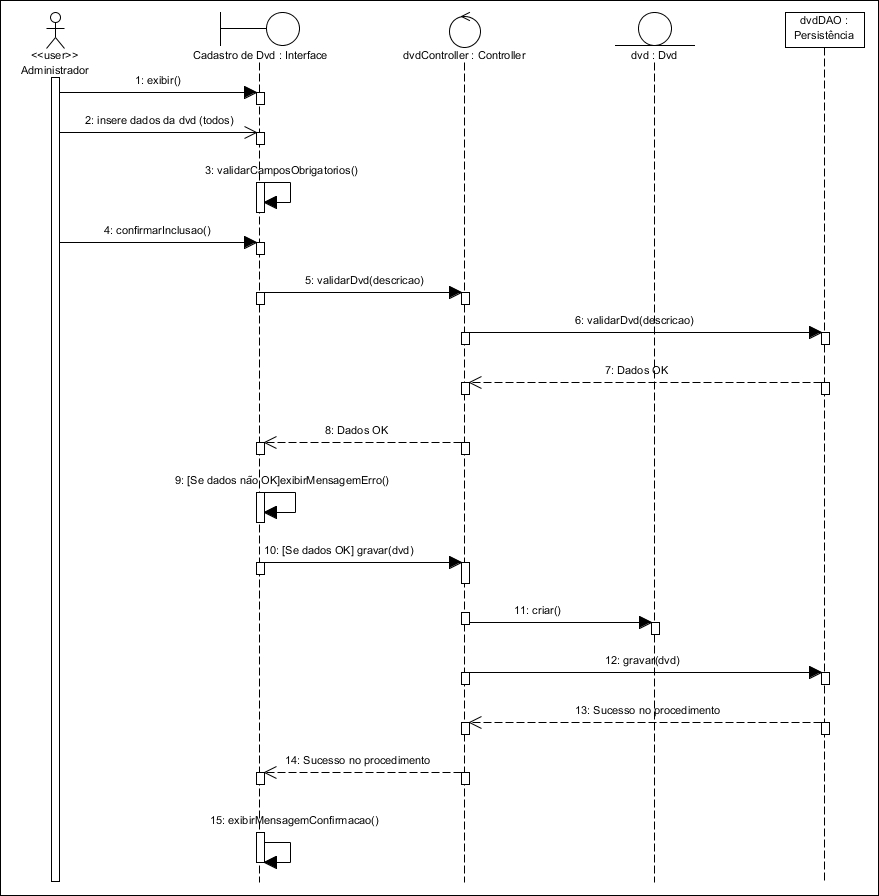 <<user>>
Administrador
Cadastro de Dvd : Interface
dvdController : Controller
dvd : Dvd
dvdDAO :
Persistência
1: exibir()
2: insere dados da dvd (todos)
3: validarCamposObrigatorios()
4: confirmarInclusao()
5: validarDvd(descricao)
6: validarDvd(descricao)
7: Dados OK
8: Dados OK
9: [Se dados não OK]exibirMensagemErro()
10: [Se dados OK] gravar(dvd)
11: criar()
12: gravar(dvd)
13: Sucesso no procedimento
14: Sucesso no procedimento
15: exibirMensagemConfirmacao()